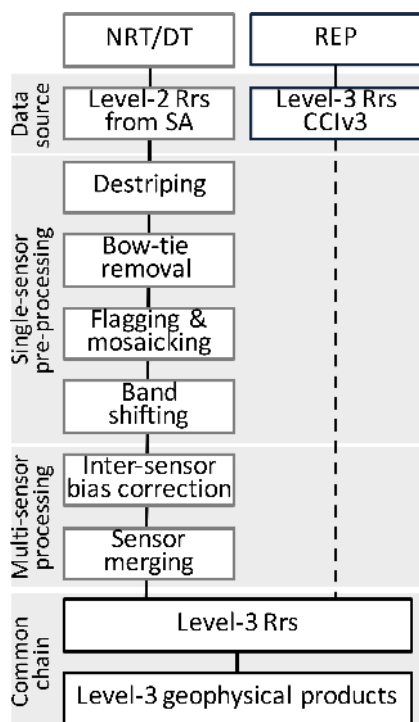 NRT/DT
REP
Data
source
Level-2 Rrs
from SA
Level-3 Rrs
CCIv3
Single-sensor
pre-processing
Destriping
Bow-tie
removal
Flagging &
mosaicking
Band
shifting
Multi-sensor
processing
Inter-sensor
bias correction
Sensor
merging
Common
chain
Level-3 Rrs
Level-3 geophysical products